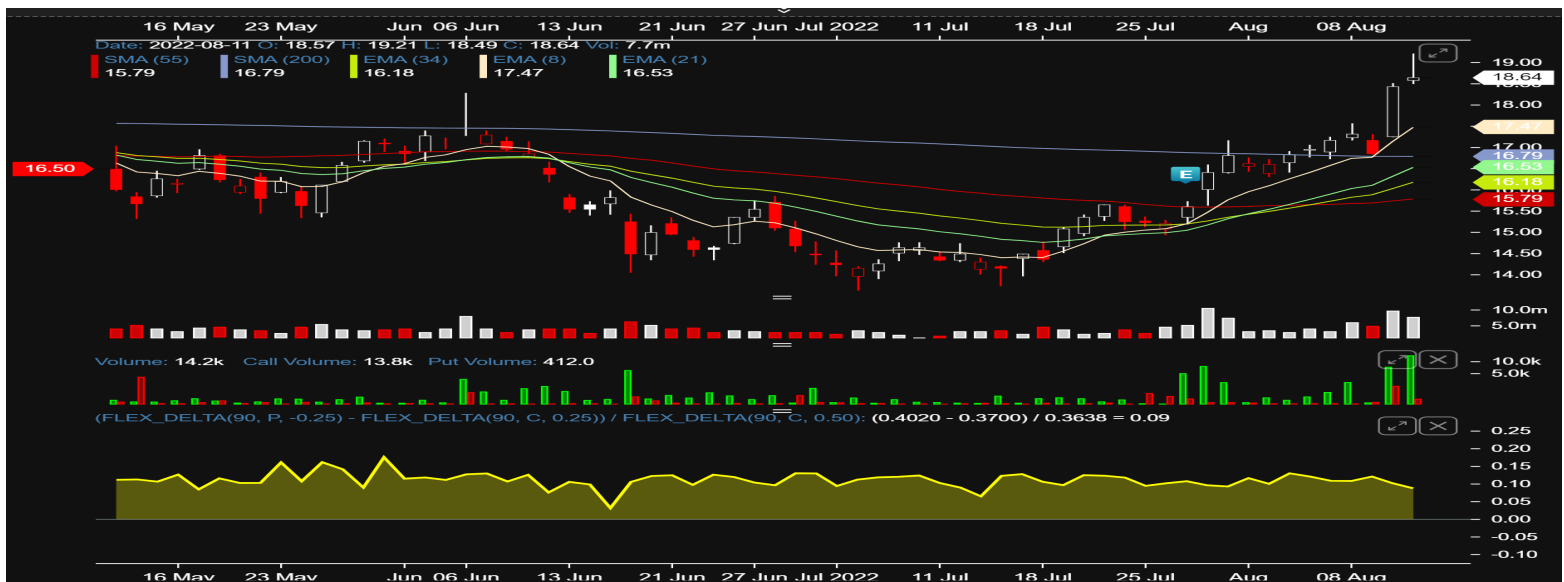 16 May 23 May Jun 06 Jun 13 Jun 21 Jun 27 Jun Jul 2022 11 Jul 18 Jul 25 Jul Aug 08 Aug
Date: 2022-08-11 O: 18.57 H: 19.21 L: 18.49 C: 18.64 Vol: 7.7m
SMA (55) SMA (200) EMA (34) EMA (8) EMA (21)
15.79 16.79 16.18 17.47 16.53
19.00
18.64
18.00
17.47
17.00
16.79
16.50
E
16.53
16.18
15.79
15.50
15.00
14.50
14.00
10.0m
5.0m
Volume: 14.2k Call Volume: 13.8k Put Volume: 412.0
10.0k
5.0k
(FLEX_DELTA(90, P, -0.25) - FLEX_DELTA(90, C, 0.25)) / FLEX_DELTA(90, C, 0.50): (0.4020 - 0.3700) / 0.3638 = 0.09
0.25
0.20
0.15
0.10
0.05
0.00
-0.05
-0.10
16 May 23 May Jun 06 Jun 13 Jun 21 Jun 27 Jun Jul 2022 11 Jul 18 Jul 25 Jul Aug 08 Aug